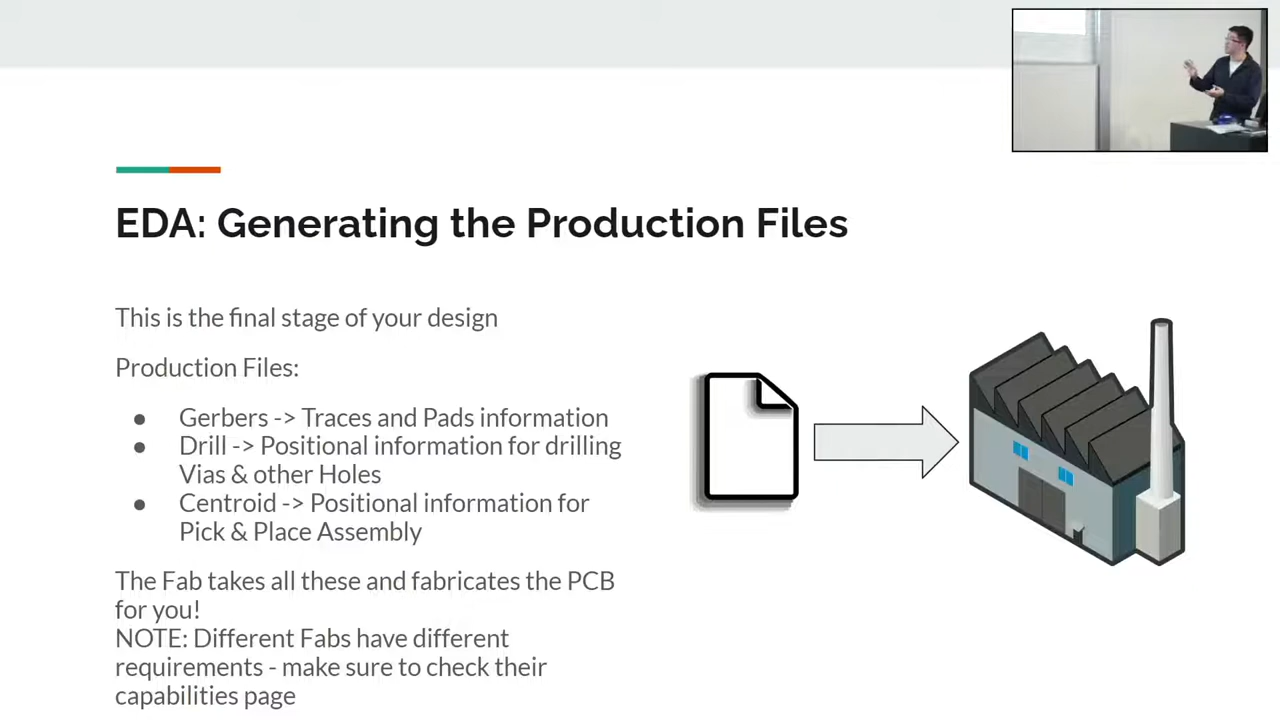 EDA: Generating the Production Files
This is the final stage of your design
Production Files:
● Gerbers -> Traces and Pads information
● Drill -> Positional information for drilling
Vias & other Holes
● Centroid -> Positional information for
Pick & Place Assembly
The Fab takes all these and fabricates the PCB
for you!
NOTE: Different Fabs have different
requirements - make sure to check their
capabilities page